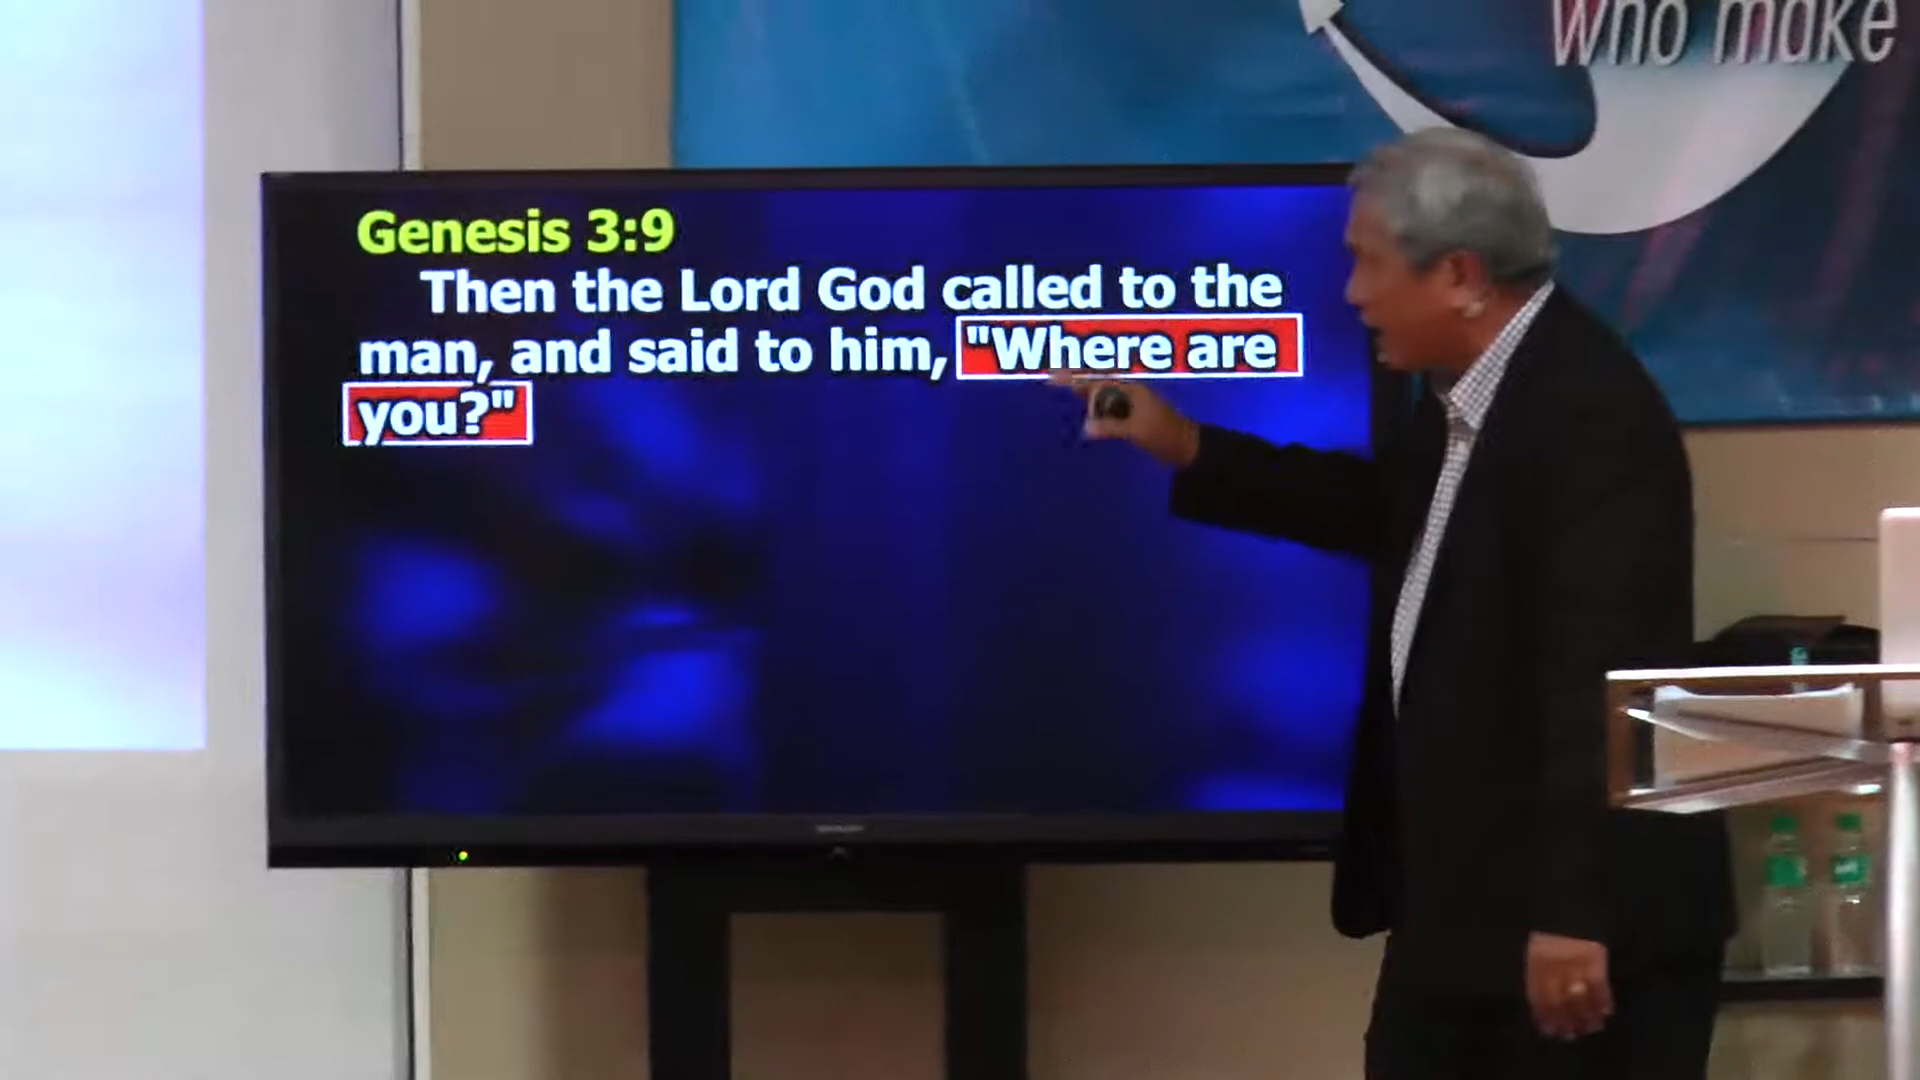 who make
Genesis 3:9
Then the Lord God called to the
man, and said to him, "Where are
you?"